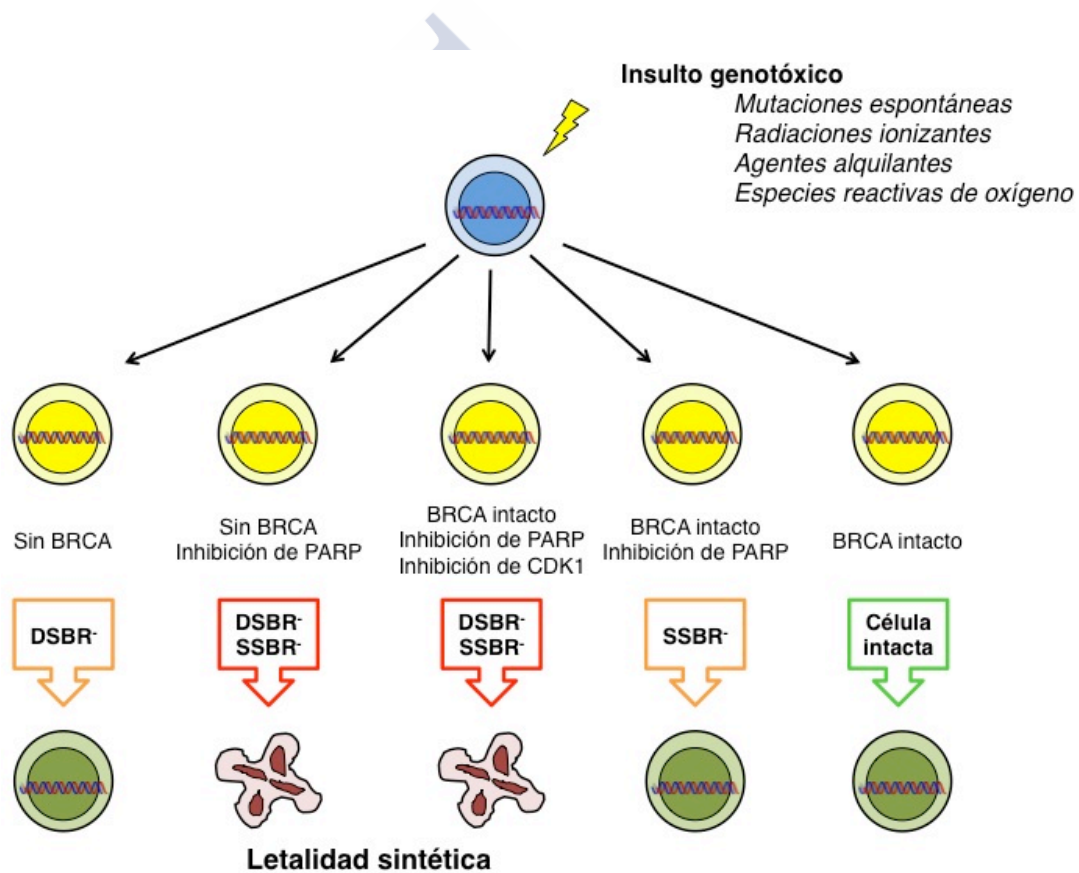 Insulto genotóxico
Mutaciones espontáneas
Radiaciones ionizantes
Agentes alquilantes
Especies reactivas de oxígeno
Sin BRCA
Sin BRCA
Inhibición de PARP
BRCA intacto
Inhibición de PARP
Inhibición de CDK1
BRCA intacto
Inhibición de PARP
BRCA intacto
DSBR⁻
DSBR⁻
SSBR⁻
DSBR⁻
SSBR⁻
SSBR⁻
Célula
intacta
Letalidad sintética